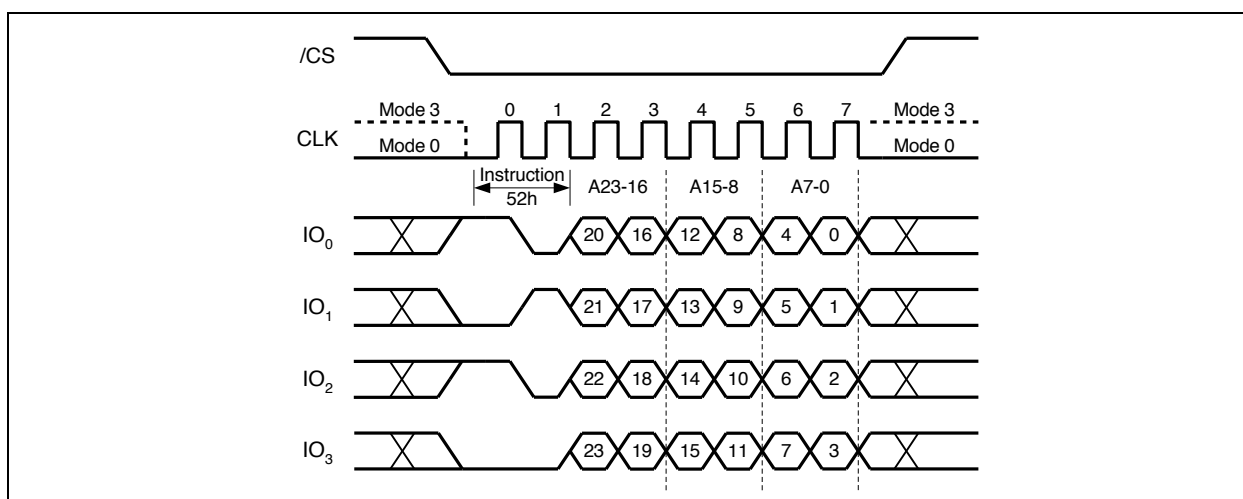 /CS
Mode 3 0 1 2 3 4 5 6 7 Mode 3
CLK
Mode 0 Mode 0
Instruction
52h
A23-16 A15-8 A7-0
IO0 20 16 12 8 4 0
IO1 21 17 13 9 5 1
IO2 22 18 14 10 6 2
IO3 23 19 15 11 7 3